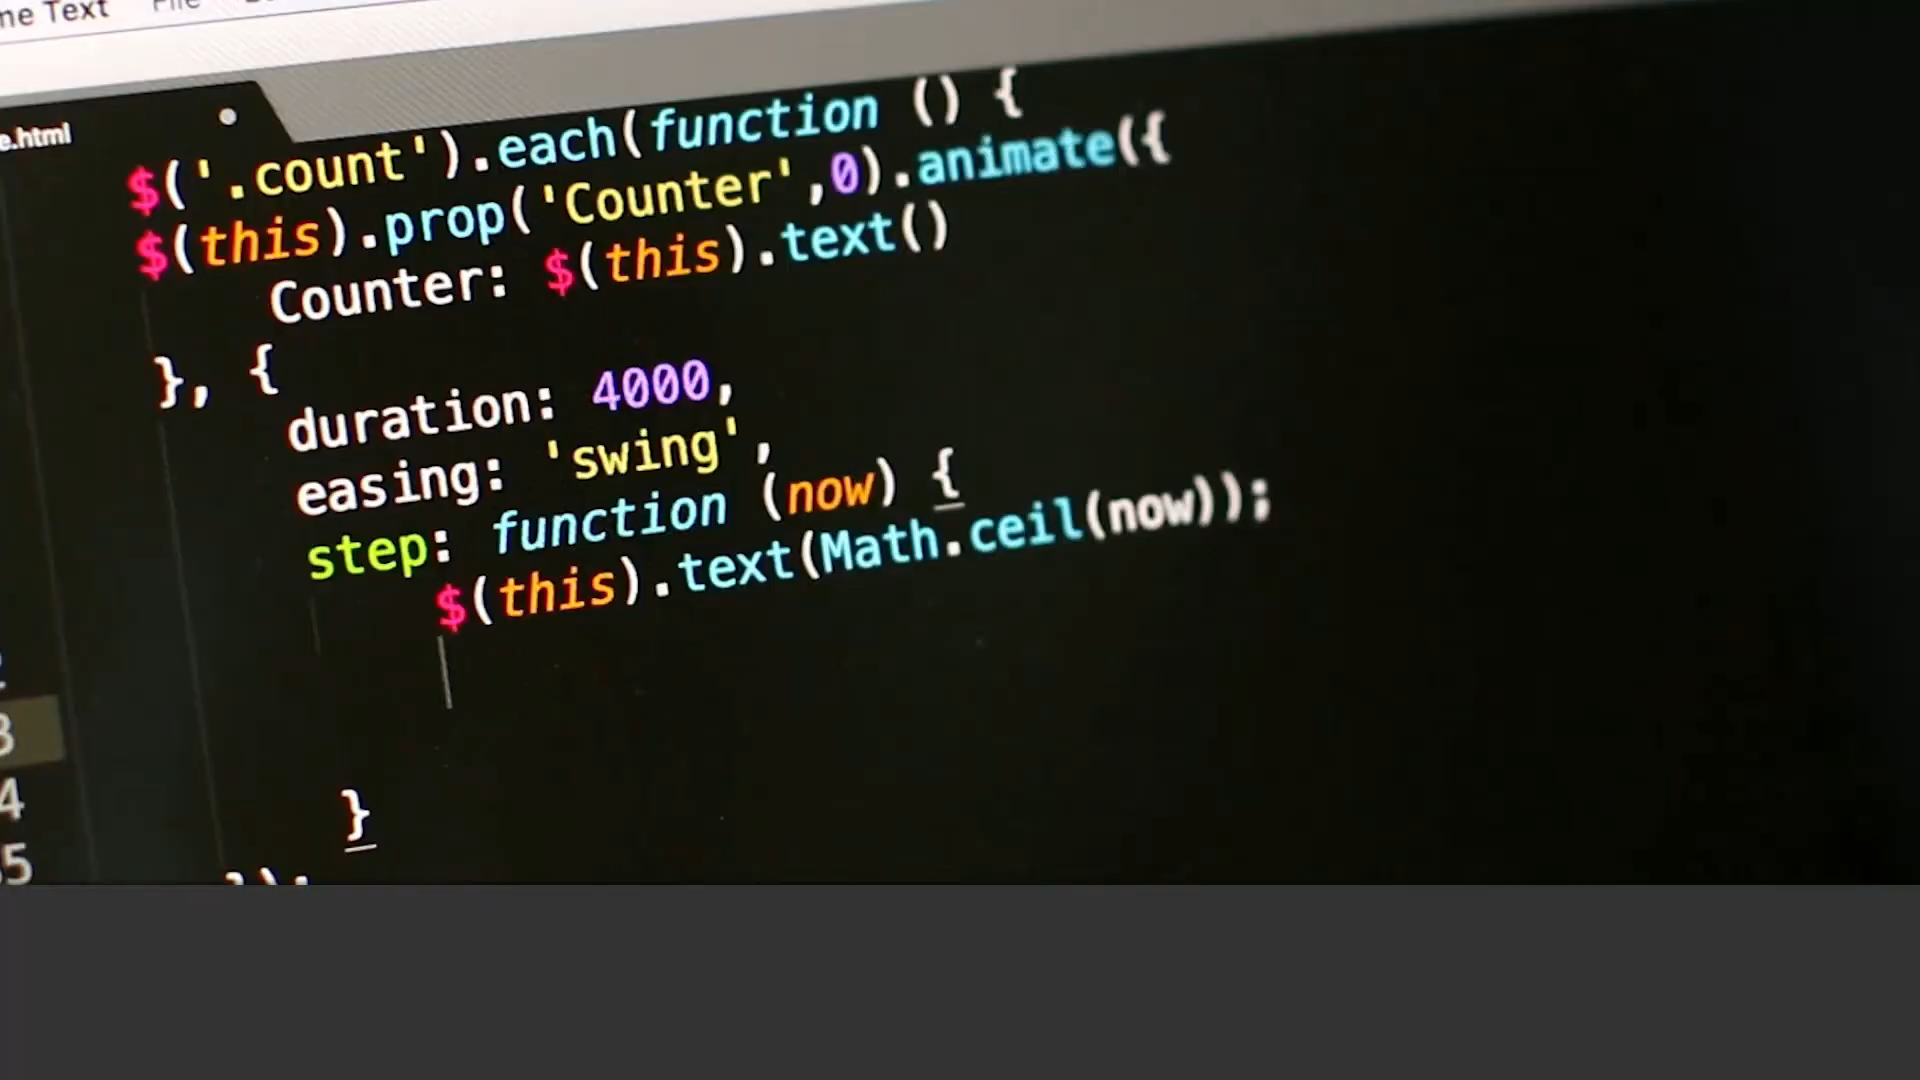 Text File
e.html
$('.count').each(function () {
$(this).prop('Counter',0).animate({
Counter: $(this).text()
}, {
duration: 4000,
easing: 'swing',
step: function (now) {
$(this).text(Math.ceil(now));
3
4
}
5
});